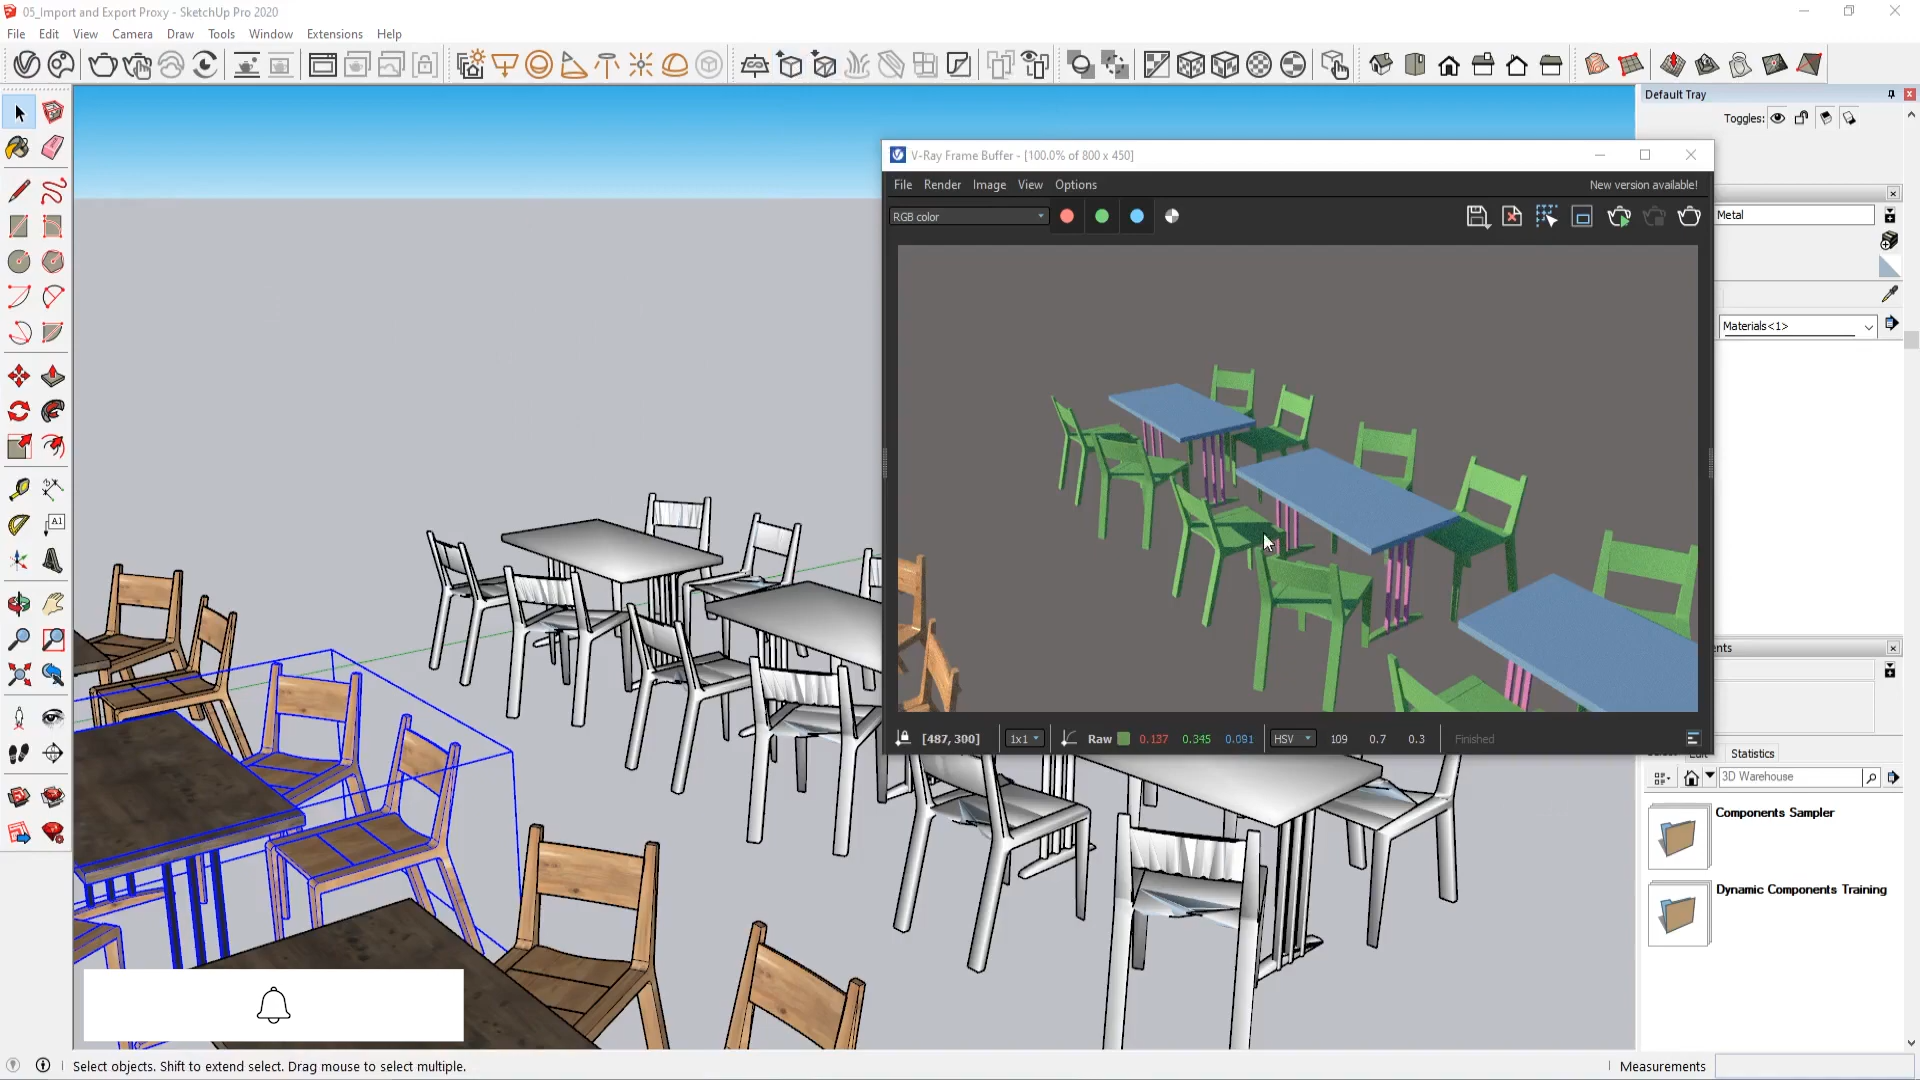 05_Import and Export Proxy - SketchUp Pro 2020
File Edit View Camera Draw Tools Window Extensions Help
Default Tray
Toggles:
V-Ray Frame Buffer - [100.0% of 800 x 450]
File Render Image View Options
New version available!
RGB color
Metal
Materials<1>
A1
[487, 300]
1x1
Raw 0.137 0.345 0.091
HSV 109 0.7 0.3
Finished
Statistics
3D Warehouse
Components Sampler
Dynamic Components Training
Select objects. Shift to extend select. Drag mouse to select multiple.
Measurements